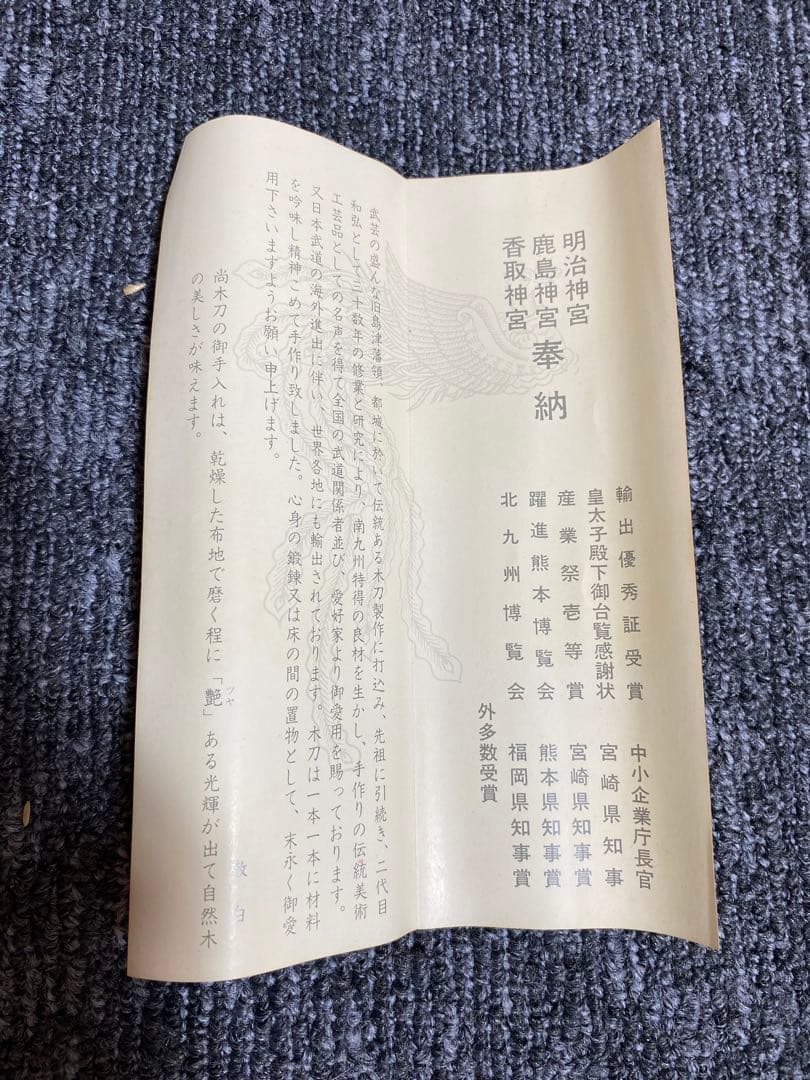 明治神宮
鹿島神宮
香取神宮
奉納
輸出優秀証受賞 中小企業庁長官
皇太子殿下御台覧感謝状 宮崎県知事
産業祭壱等賞 宮崎県知事賞
躍進熊本博覧会 熊本県知事賞
北九州博覧会 福岡県知事賞
外多数受賞
武芸の盛んな旧島津藩領、都城に於いて伝統ある木刀製作に打込み、先祖に引続き、二代目
和弘として三十数年の修業と研究により、南九州特得の良材を生かし、手作りの伝統美術
工芸品としての名声を得て全国の武道関係者並び、愛好家より御愛用を賜っております。
又日本武道の海外進出に伴い、世界各地にも輸出されております。木刀は一本一本に材料
を吟味し精神こめて手作り致しました。心身の鍛錬又は床の間の置物として、末永く御愛
用下さいますようお願い申上げます。
尚木刀の御手入れは、乾燥した布地で磨く程に「艶」ある光輝が出て自然木
ツヤ
の美しさが味えます。
敬白